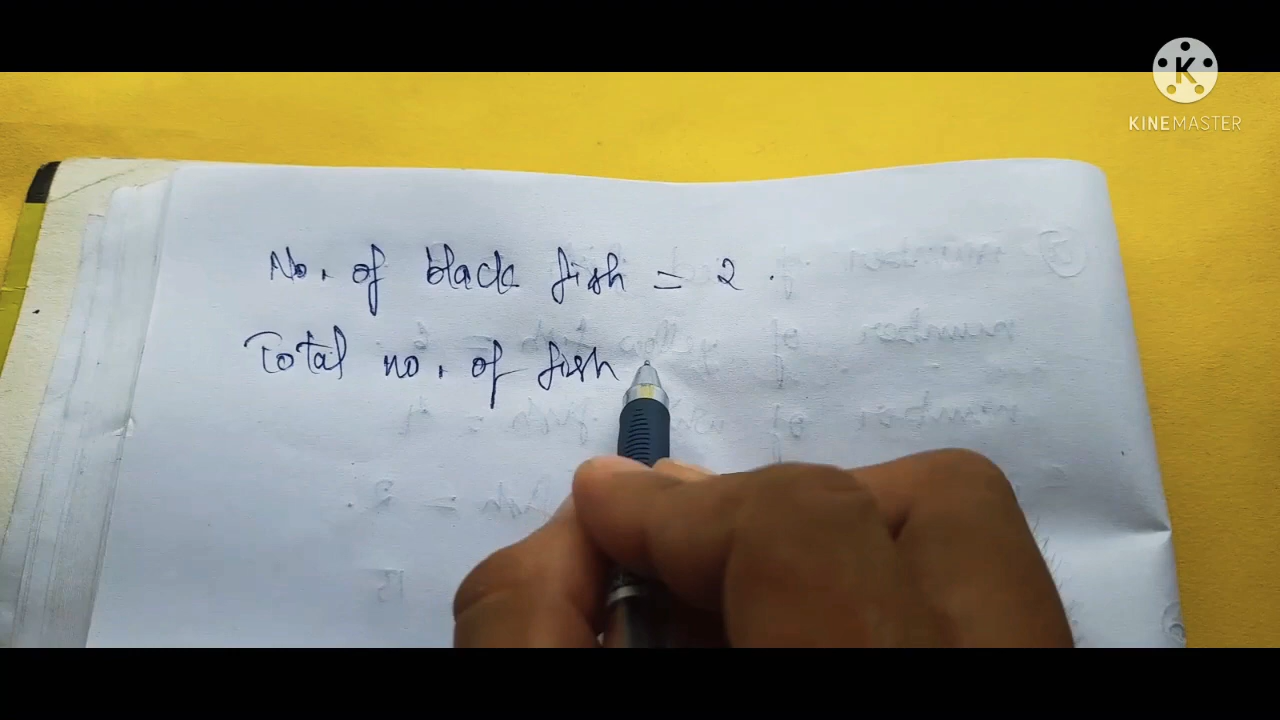 KINEMASTER
No. of black fish = 2.
Total no. of fish